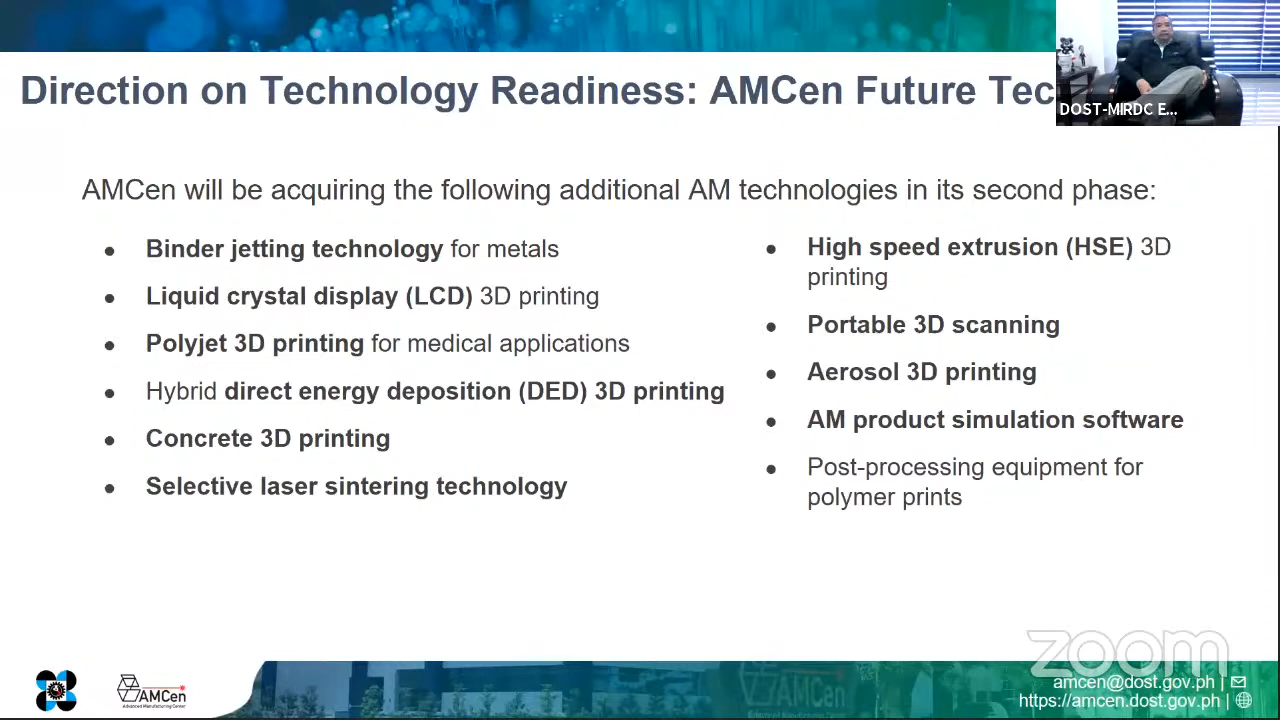 Direction on Technology Readiness: AMCen Future Tec
DOST-MIRDC E...
AMCen will be acquiring the following additional AM technologies in its second phase:
● Binder jetting technology for metals
● Liquid crystal display (LCD) 3D printing
● Polyjet 3D printing for medical applications
● Hybrid direct energy deposition (DED) 3D printing
● Concrete 3D printing
● Selective laser sintering technology
● High speed extrusion (HSE) 3D
printing
● Portable 3D scanning
● Aerosol 3D printing
● AM product simulation software
● Post-processing equipment for
polymer prints
zoom
AMCen
Advanced Manufacturing Center
amcen@dost.gov.ph |
https://amcen.dost.gov.ph |